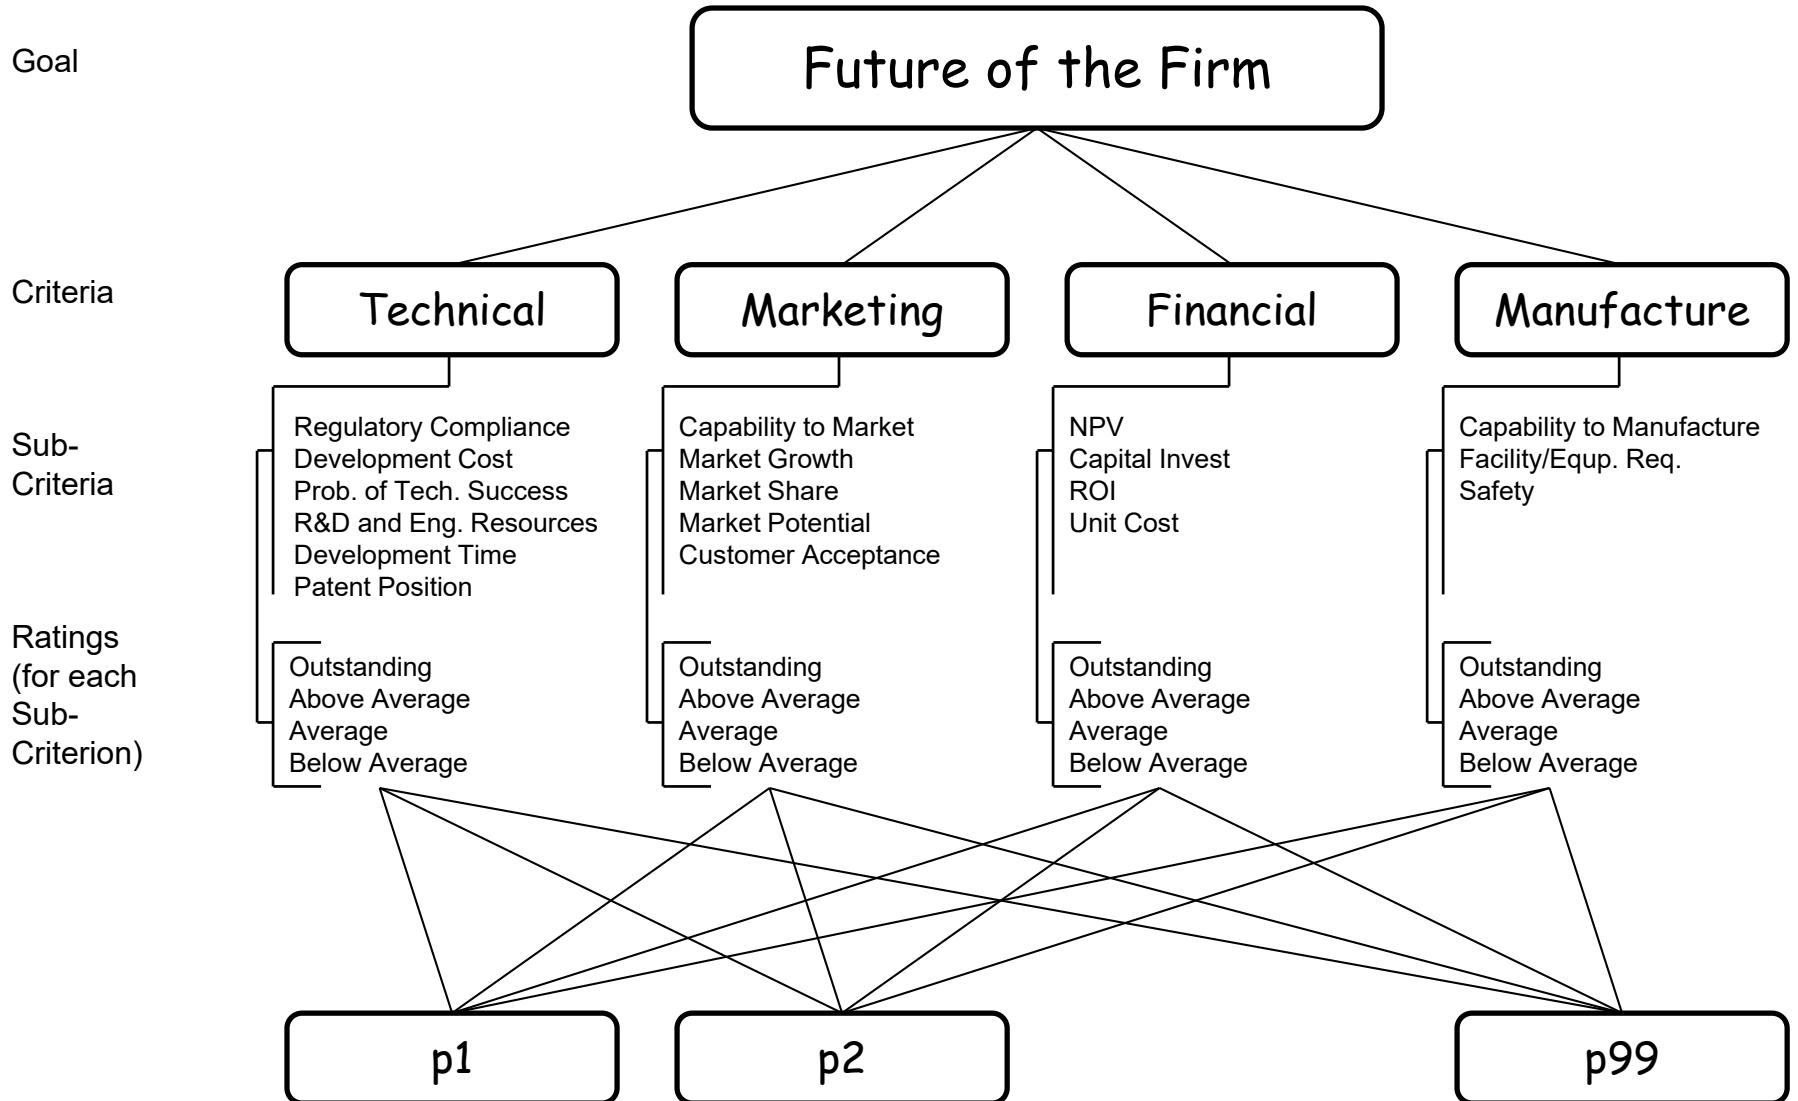 Goal
Future of the Firm
Criteria
Technical
Marketing
Financial
Manufacture
Sub-
Criteria
Regulatory Compliance
Development Cost
Prob. of Tech. Success
R&D and Eng. Resources
Development Time
Patent Position
Capability to Market
Market Growth
Market Share
Market Potential
Customer Acceptance
NPV
Capital Invest
ROI
Unit Cost
Capability to Manufacture
Facility/Equp. Req.
Safety
Ratings
(for each
Sub-
Criterion)
Outstanding
Above Average
Average
Below Average
Outstanding
Above Average
Average
Below Average
Outstanding
Above Average
Average
Below Average
Outstanding
Above Average
Average
Below Average
p1
p2
p99